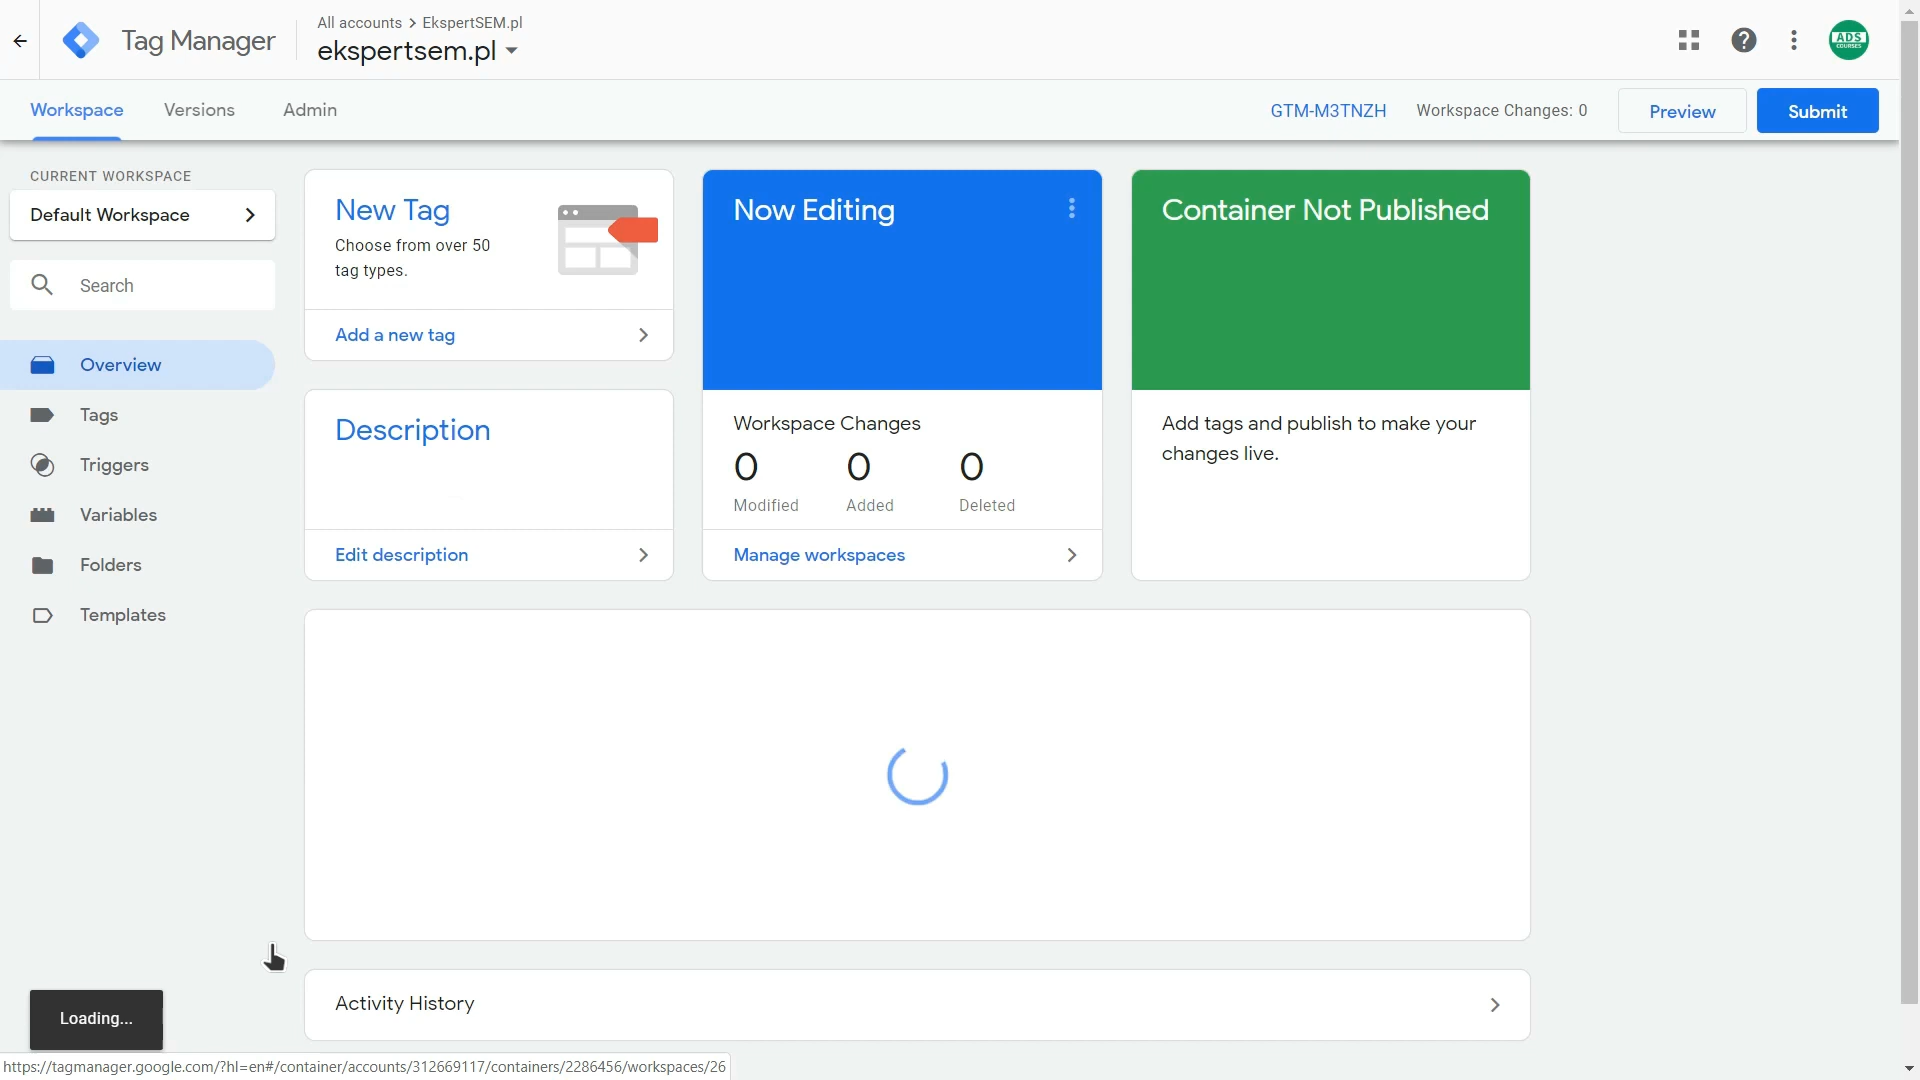 All accounts > EkspertSEM.pl
Tag Manager
ekspertsem.pl
ADS
COURSES
Workspace
Versions
Admin
GTM-M3TNZH
Workspace Changes: 0
Preview
Submit
CURRENT WORKSPACE
Default Workspace
Search
Overview
Tags
Triggers
Variables
Folders
Templates
New Tag
Choose from over 50
tag types.
Add a new tag
Description
Edit description
Now Editing
Workspace Changes
0 0 0
Modified Added Deleted
Manage workspaces
Container Not Published
Add tags and publish to make your
changes live.
Activity History
Loading...
https://tagmanager.google.com/?hl=en#/container/accounts/312669117/containers/2286456/workspaces/26